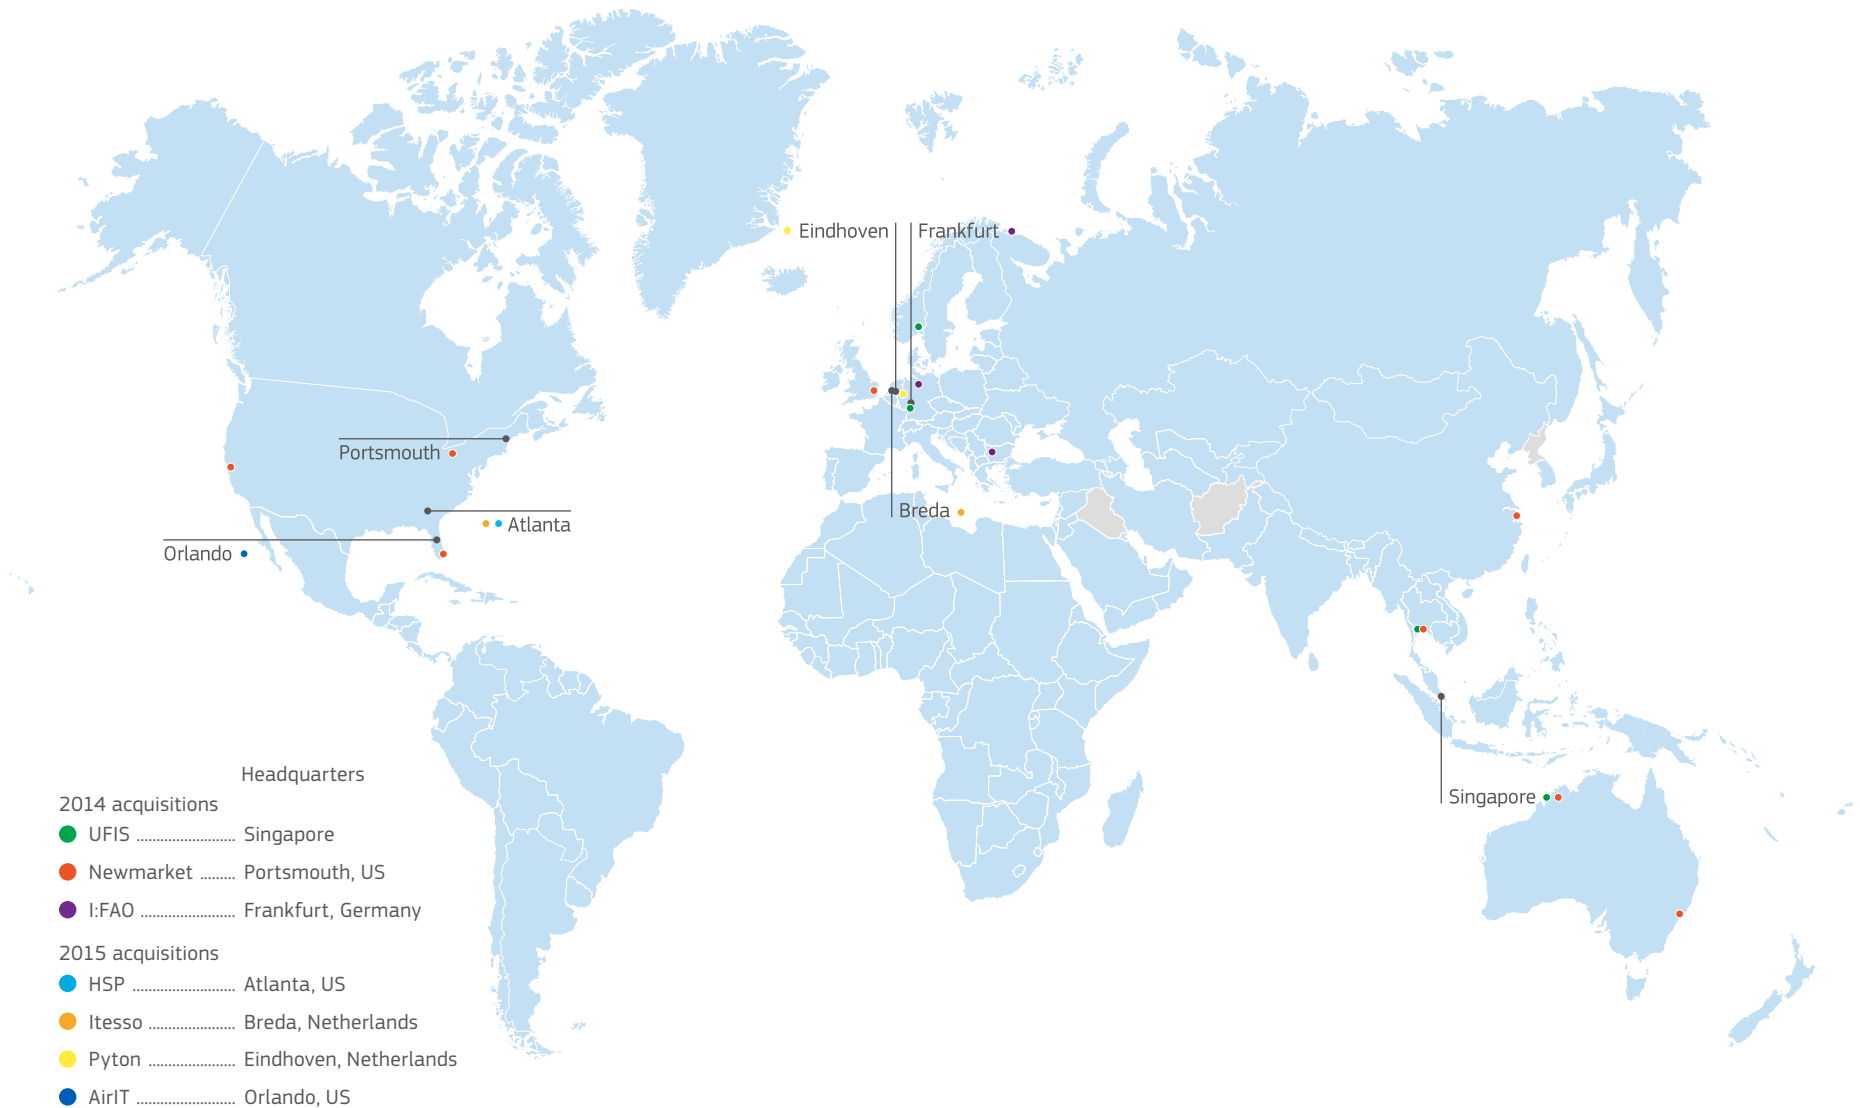 Eindhoven
Frankfurt
Portsmouth
Atlanta
Breda
Orlando
Singapore
Headquarters
2014 acquisitions
UFIS ......................... Singapore
Newmarket ......... Portsmouth, US
I:FAO ........................ Frankfurt, Germany
2015 acquisitions
HSP .......................... Atlanta, US
Itesso ...................... Breda, Netherlands
Pyton ...................... Eindhoven, Netherlands
AirIT ......................... Orlando, US